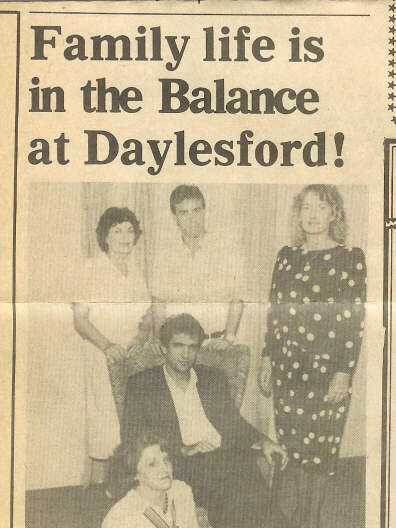 Family life is
in the Balance
at Daylesford!